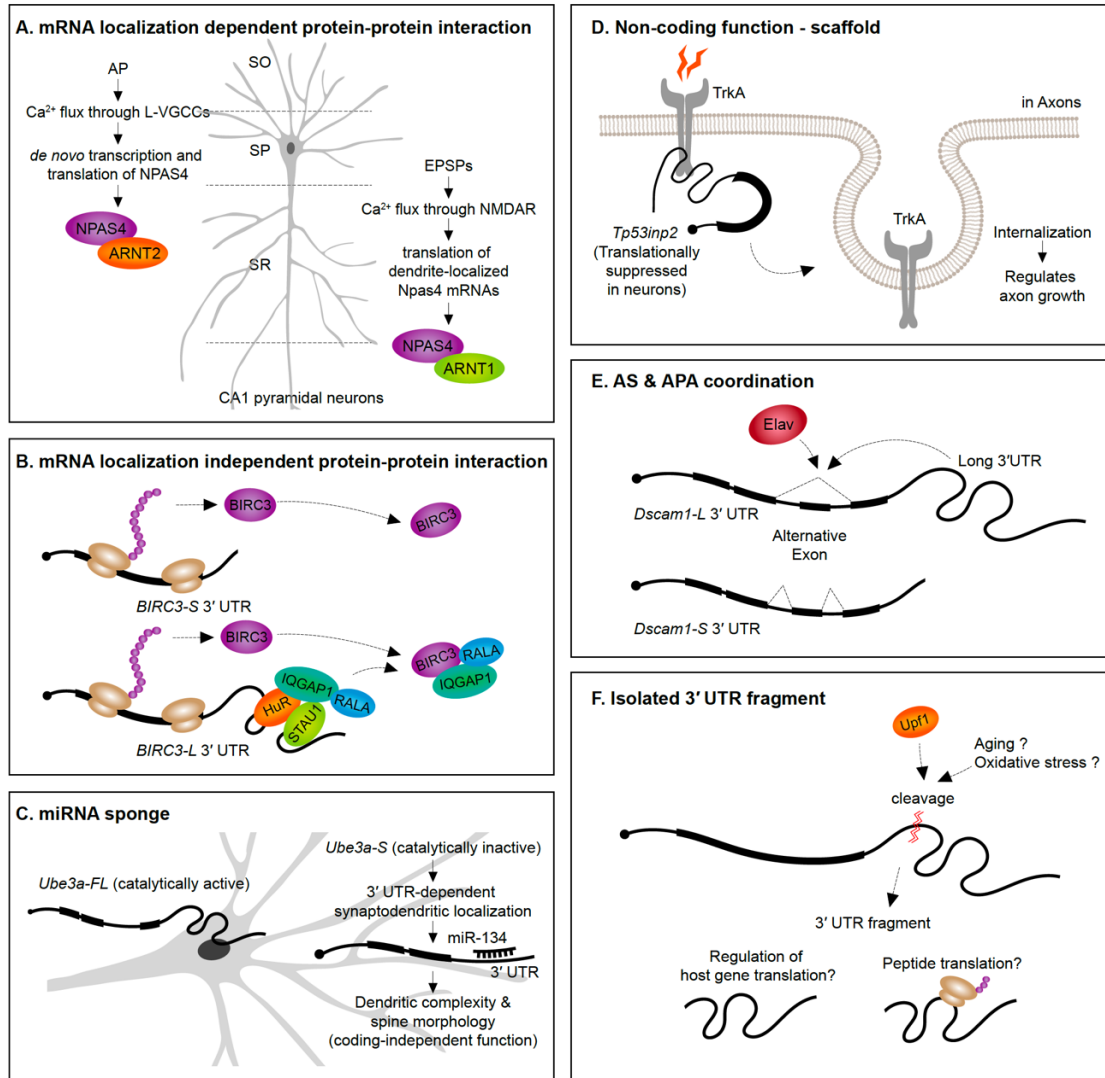 A. mRNA localization dependent protein-protein interaction
AP
Ca²⁺ flux through L-VGCCs
de novo transcription and
translation of NPAS4
NPAS4
ARNT2
SO
SP
SR
CA1 pyramidal neurons
EPSPs
Ca²⁺ flux through NMDAR
translation of
dendrite-localized
Npas4 mRNAs
NPAS4
ARNT1
B. mRNA localization independent protein-protein interaction
BIRC3
BIRC3
BIRC3-S 3′ UTR
BIRC3
BIRC3
RALA
IQGAP1
IQGAP1
RALA
HuR
STAU1
BIRC3-L 3′ UTR
C. miRNA sponge
Ube3a-FL (catalytically active)
Ube3a-S (catalytically inactive)
3′ UTR-dependent
synaptodendritic localization
miR-134
3′ UTR
Dendritic complexity &
spine morphology
(coding-independent function)
D. Non-coding function - scaffold
TrkA
in Axons
Tp53inp2
(Translationally
suppressed
in neurons)
TrkA
Internalization
Regulates
axon growth
E. AS & APA coordination
Elav
Long 3′UTR
Dscam1-L 3′ UTR
Alternative
Exon
Dscam1-S 3′ UTR
F. Isolated 3′ UTR fragment
Upf1
Aging ?
Oxidative stress ?
cleavage
3′ UTR fragment
Regulation of
host gene translation?
Peptide translation?